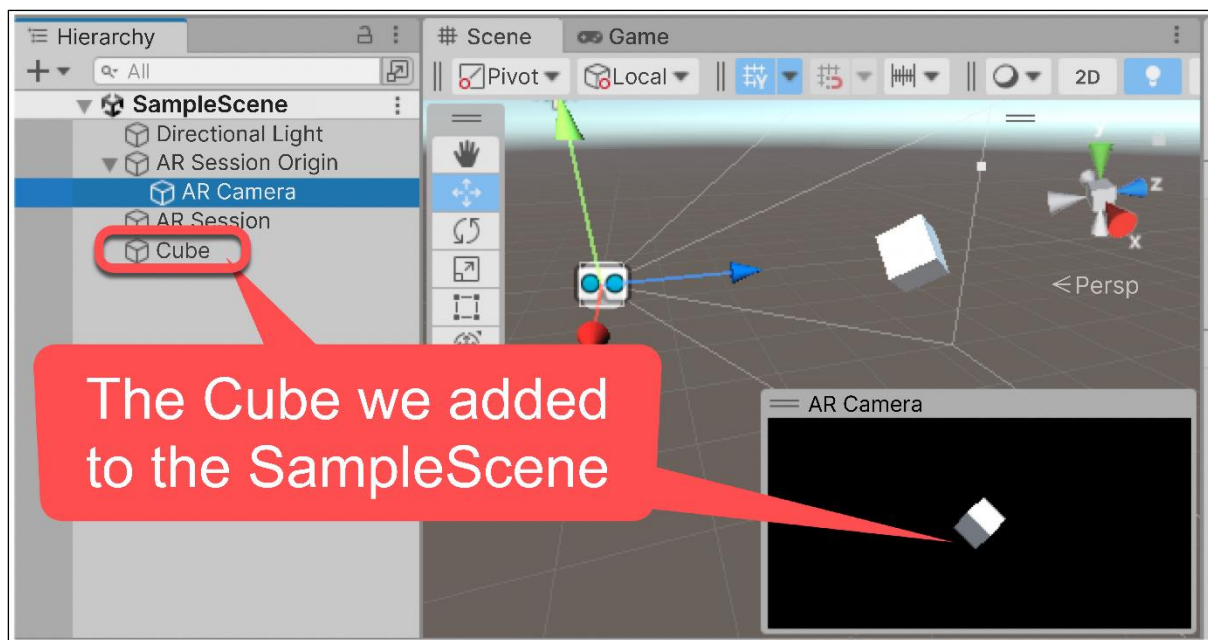 Hierarchy
All
SampleScene
Directional Light
AR Session Origin
AR Camera
AR Session
Cube
Scene Game
Pivot Local 2D
y
z
x
Persp
The Cube we added
to the SampleScene
AR Camera